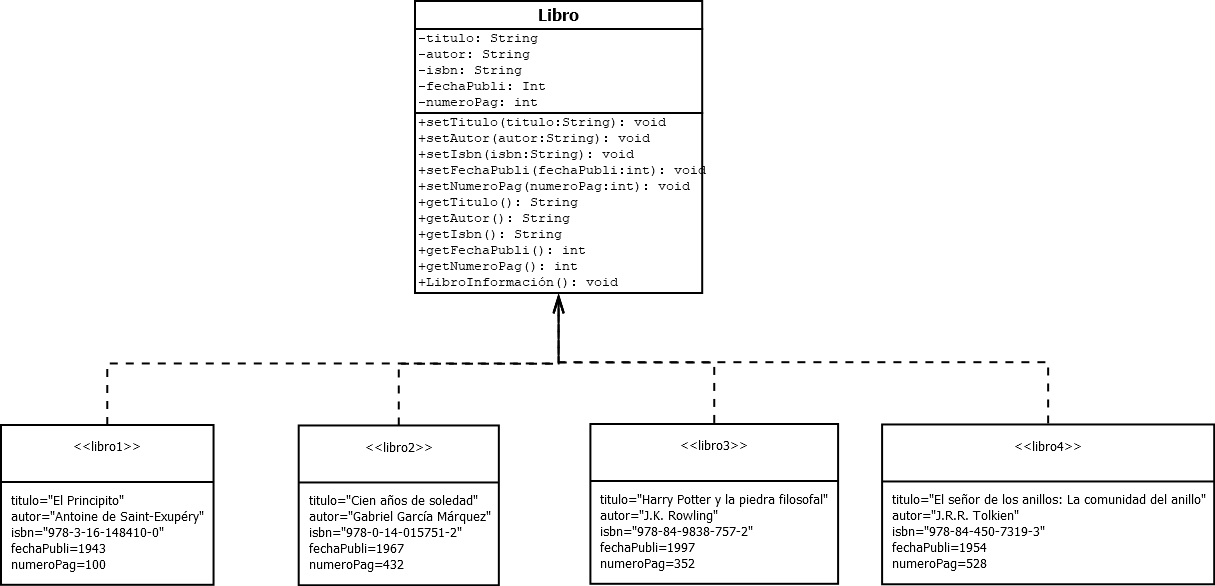 Libro
-titulo: String
-autor: String
-isbn: String
-fechaPubli: Int
-numeroPag: int
+setTitulo(titulo:String): void
+setAutor(autor:String): void
+setIsbn(isbn:String): void
+setFechaPubli(fechaPubli:int): void
+setNumeroPag(numeroPag:int): void
+getTitulo(): String
+getAutor(): String
+getIsbn(): String
+getFechaPubli(): int
+getNumeroPag(): int
+LibroInformación(): void
<<libro1>>
titulo="El Principito"
autor="Antoine de Saint-Exupéry"
isbn="978-3-16-148410-0"
fechaPubli=1943
numeroPag=100
<<libro2>>
titulo="Cien años de soledad"
autor="Gabriel García Márquez"
isbn="978-0-14-015751-2"
fechaPubli=1967
numeroPag=432
<<libro3>>
titulo="Harry Potter y la piedra filosofal"
autor="J.K. Rowling"
isbn="978-84-9838-757-2"
fechaPubli=1997
numeroPag=352
<<libro4>>
titulo="El señor de los anillos: La comunidad del anillo"
autor="J.R.R. Tolkien"
isbn="978-84-450-7319-3"
fechaPubli=1954
numeroPag=528